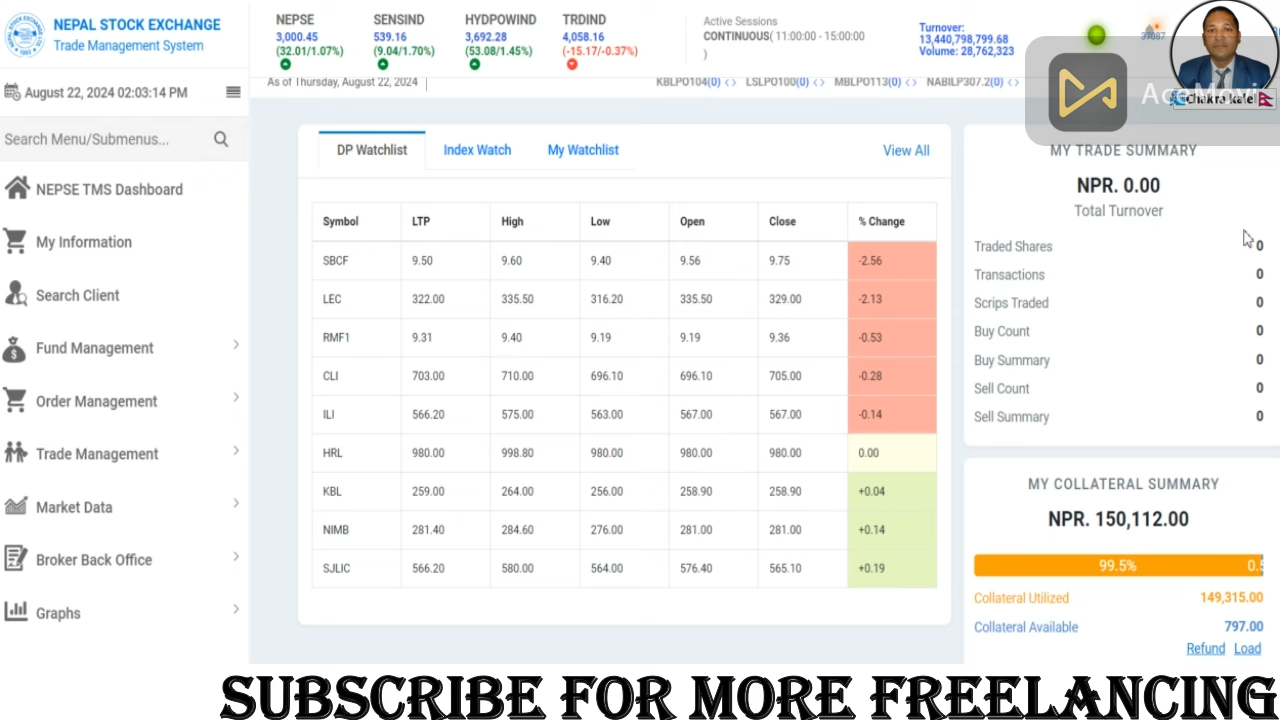 NEPAL STOCK EXCHANGE
Trade Management System
NEPSE SENSIND HYDPOWIND TRDIND
3,000.45 539.16 3,692.28 4,058.16
(32.01/1.07%) (9.04/1.70%) (53.08/1.45%) (-15.17/-0.37%)
Active Sessions
CONTINUOUS( 11:00:00 - 15:00:00
)
Turnover:
13,440,798,799.68
Volume: 28,762,323
37087
As of Thursday, August 22, 2024
KBLPO104(0) <> LSLPO100(0) <> MBLPO113(0) <> NABILP307.2(0) <>
August 22, 2024 02:03:14 PM
Search Menu/Submenus...
NEPSE TMS Dashboard
My Information
Search Client
Fund Management
Order Management
Trade Management
Market Data
Broker Back Office
Graphs
DP Watchlist Index Watch My Watchlist View All
Symbol LTP High Low Open Close % Change
SBCF 9.50 9.60 9.40 9.56 9.75 -2.56
LEC 322.00 335.50 316.20 335.50 329.00 -2.13
RMF1 9.31 9.40 9.19 9.19 9.36 -0.53
CLI 703.00 710.00 696.10 696.10 705.00 -0.28
ILI 566.20 575.00 563.00 567.00 567.00 -0.14
HRL 980.00 998.80 980.00 980.00 980.00 0.00
KBL 259.00 264.00 256.00 258.90 258.90 +0.04
NIMB 281.40 284.60 276.00 281.00 281.00 +0.14
SJLIC 566.20 580.00 564.00 576.40 565.10 +0.19
AceMovi
MY TRADE SUMMARY
NPR. 0.00
Total Turnover
Traded Shares 0
Transactions 0
Scrips Traded 0
Buy Count 0
Buy Summary 0
Sell Count 0
Sell Summary 0
MY COLLATERAL SUMMARY
NPR. 150,112.00
99.5% 0.5
Collateral Utilized 149,315.00
Collateral Available 797.00
Refund Load
SUBSCRIBE FOR MORE FREELANCING